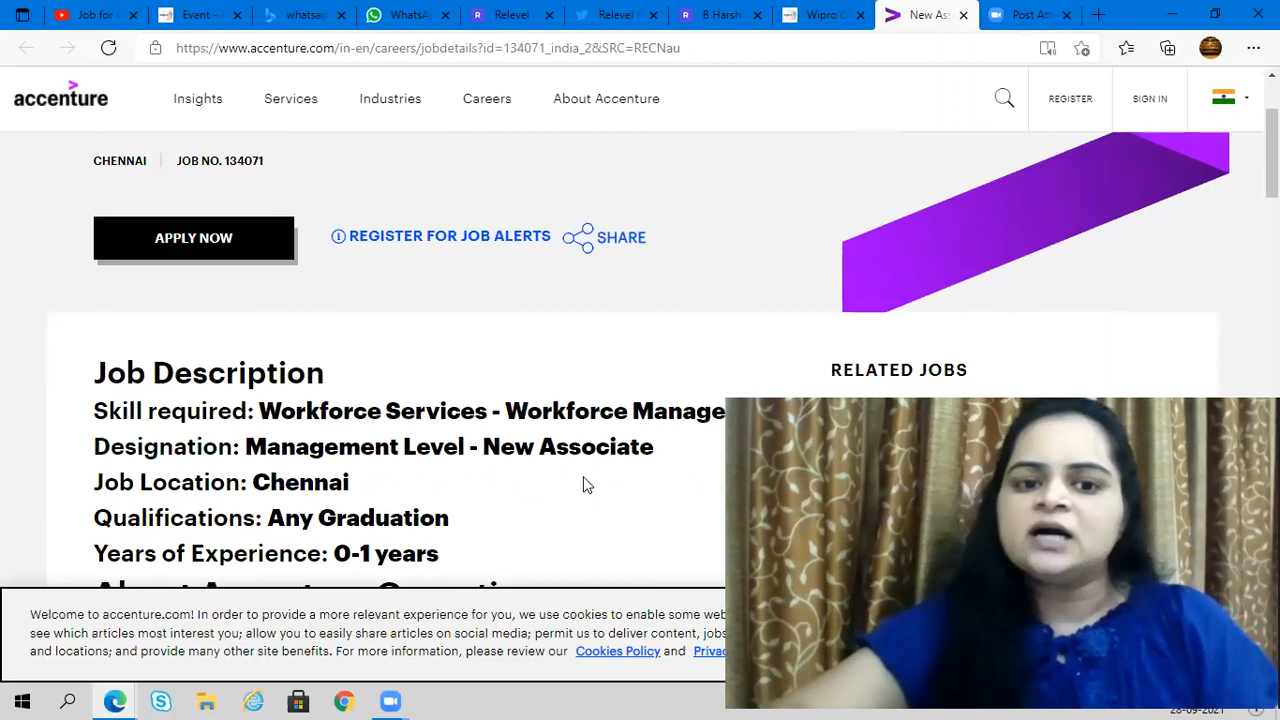 Job for
Event -
whatsap
WhatsA
Relevel
Relevel
B Harsh
Wipro C
New As
Post At
https://www.accenture.com/in-en/careers/jobdetails?id=134071_india_2&SRC=RECNau
accenture
Insights
Services
Industries
Careers
About Accenture
REGISTER
SIGN IN
CHENNAI
JOB NO. 134071
APPLY NOW
REGISTER FOR JOB ALERTS
SHARE
Job Description
RELATED JOBS
Skill required: Workforce Services - Workforce Manage
Designation: Management Level - New Associate
Job Location: Chennai
Qualifications: Any Graduation
Years of Experience: 0-1 years
Welcome to accenture.com! In order to provide a more relevant experience for you, we use cookies to enable some web
see which articles most interest you; allow you to easily share articles on social media; permit us to deliver content, jobs
and locations; and provide many other site benefits. For more information, please review our Cookies Policy and Privac
28-09-2021